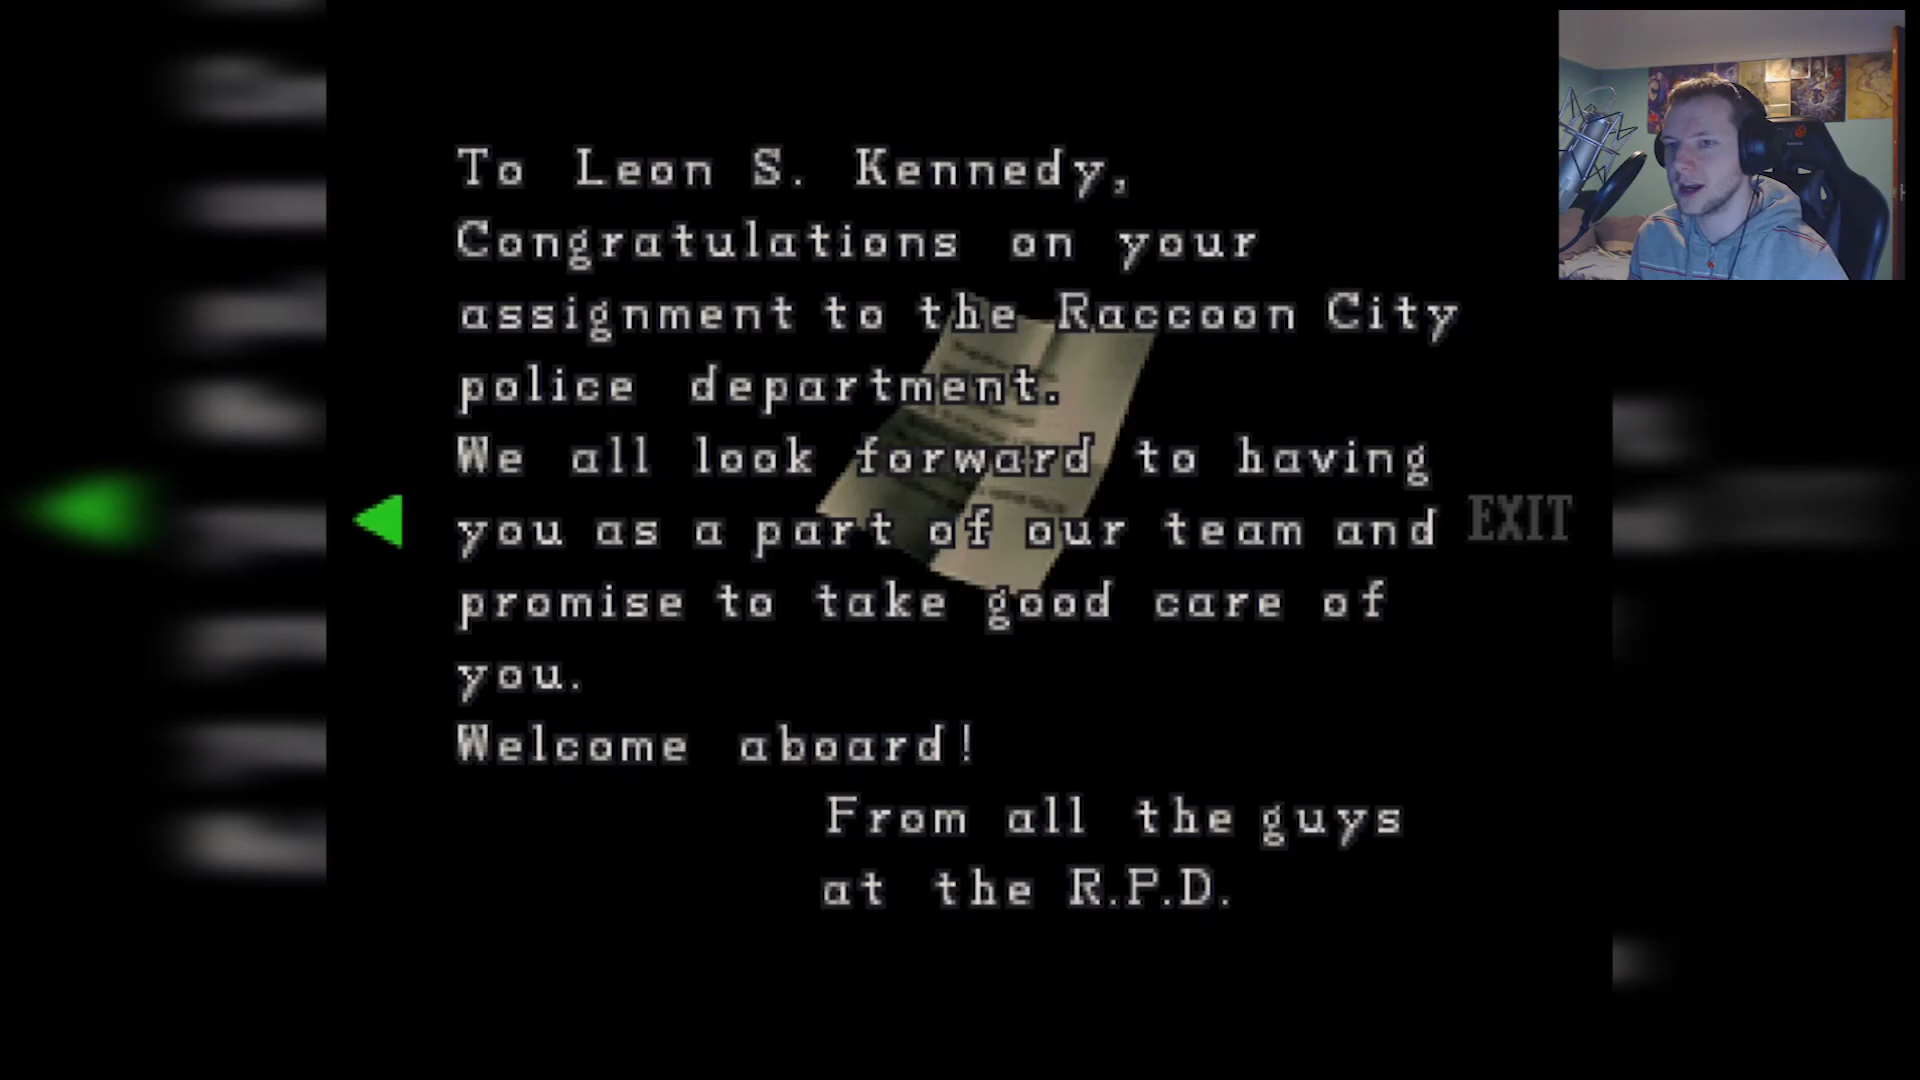 To Leon S. Kennedy,
Congratulations on your
assignment to the Raccoon City
police department.
We all look forward to having
you as a part of our team and
EXIT
promise to take good care of
you.
Welcome aboard!
From all the guys
at the R.P.D.